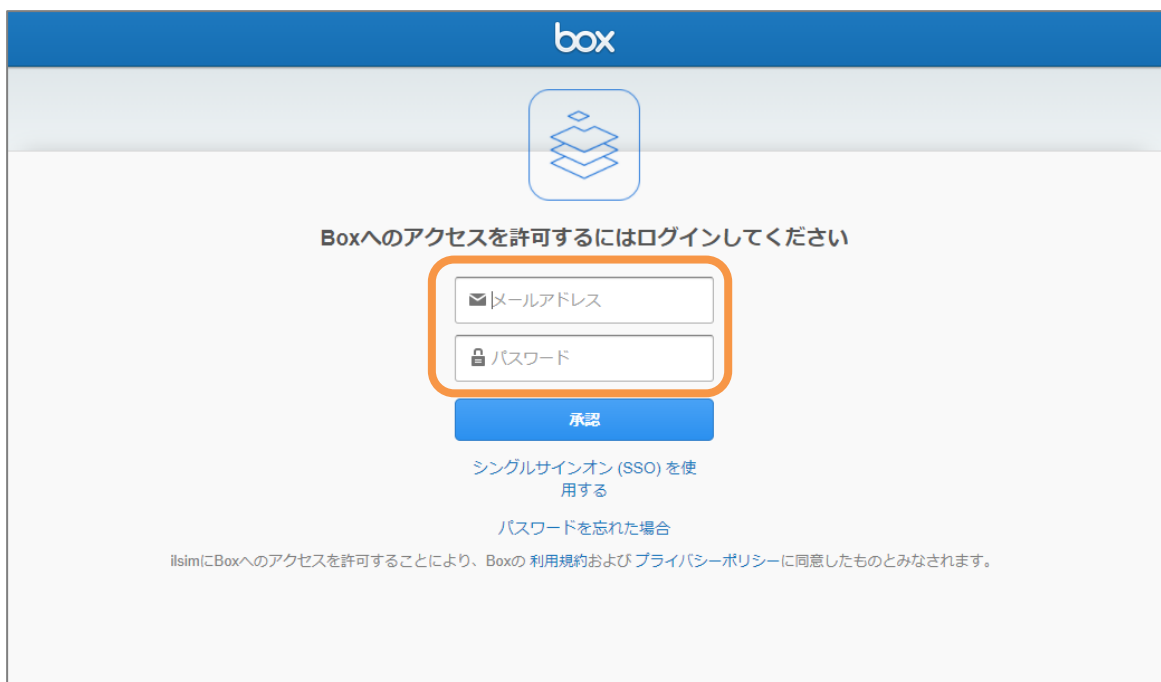 box
Boxへのアクセスを許可するにはログインしてください
メールアドレス
パスワード
承認
シングルサインオン (SSO) を使
用する
パスワードを忘れた場合
ilsimにBoxへのアクセスを許可することにより、Boxの 利用規約および プライバシーポリシーに同意したものとみなされます。